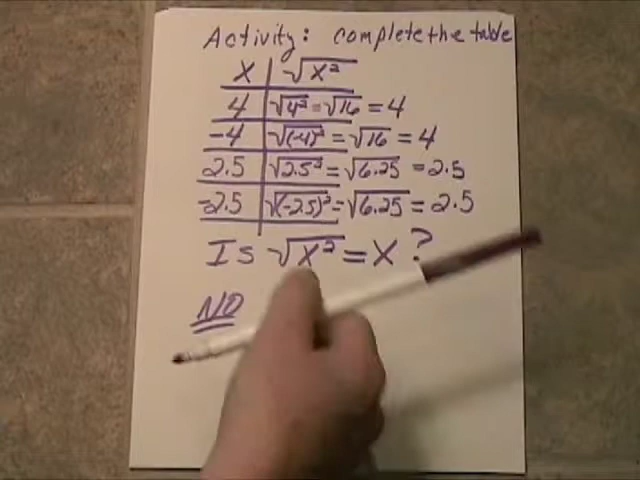 Activity: complete the table
x √x²
4 √4² = √16 = 4
-4 √(-4)² = √16 = 4
2.5 √2.5² = √6.25 = 2.5
-2.5 √(-2.5)² = √6.25 = 2.5
Is √x² = x ?
NO